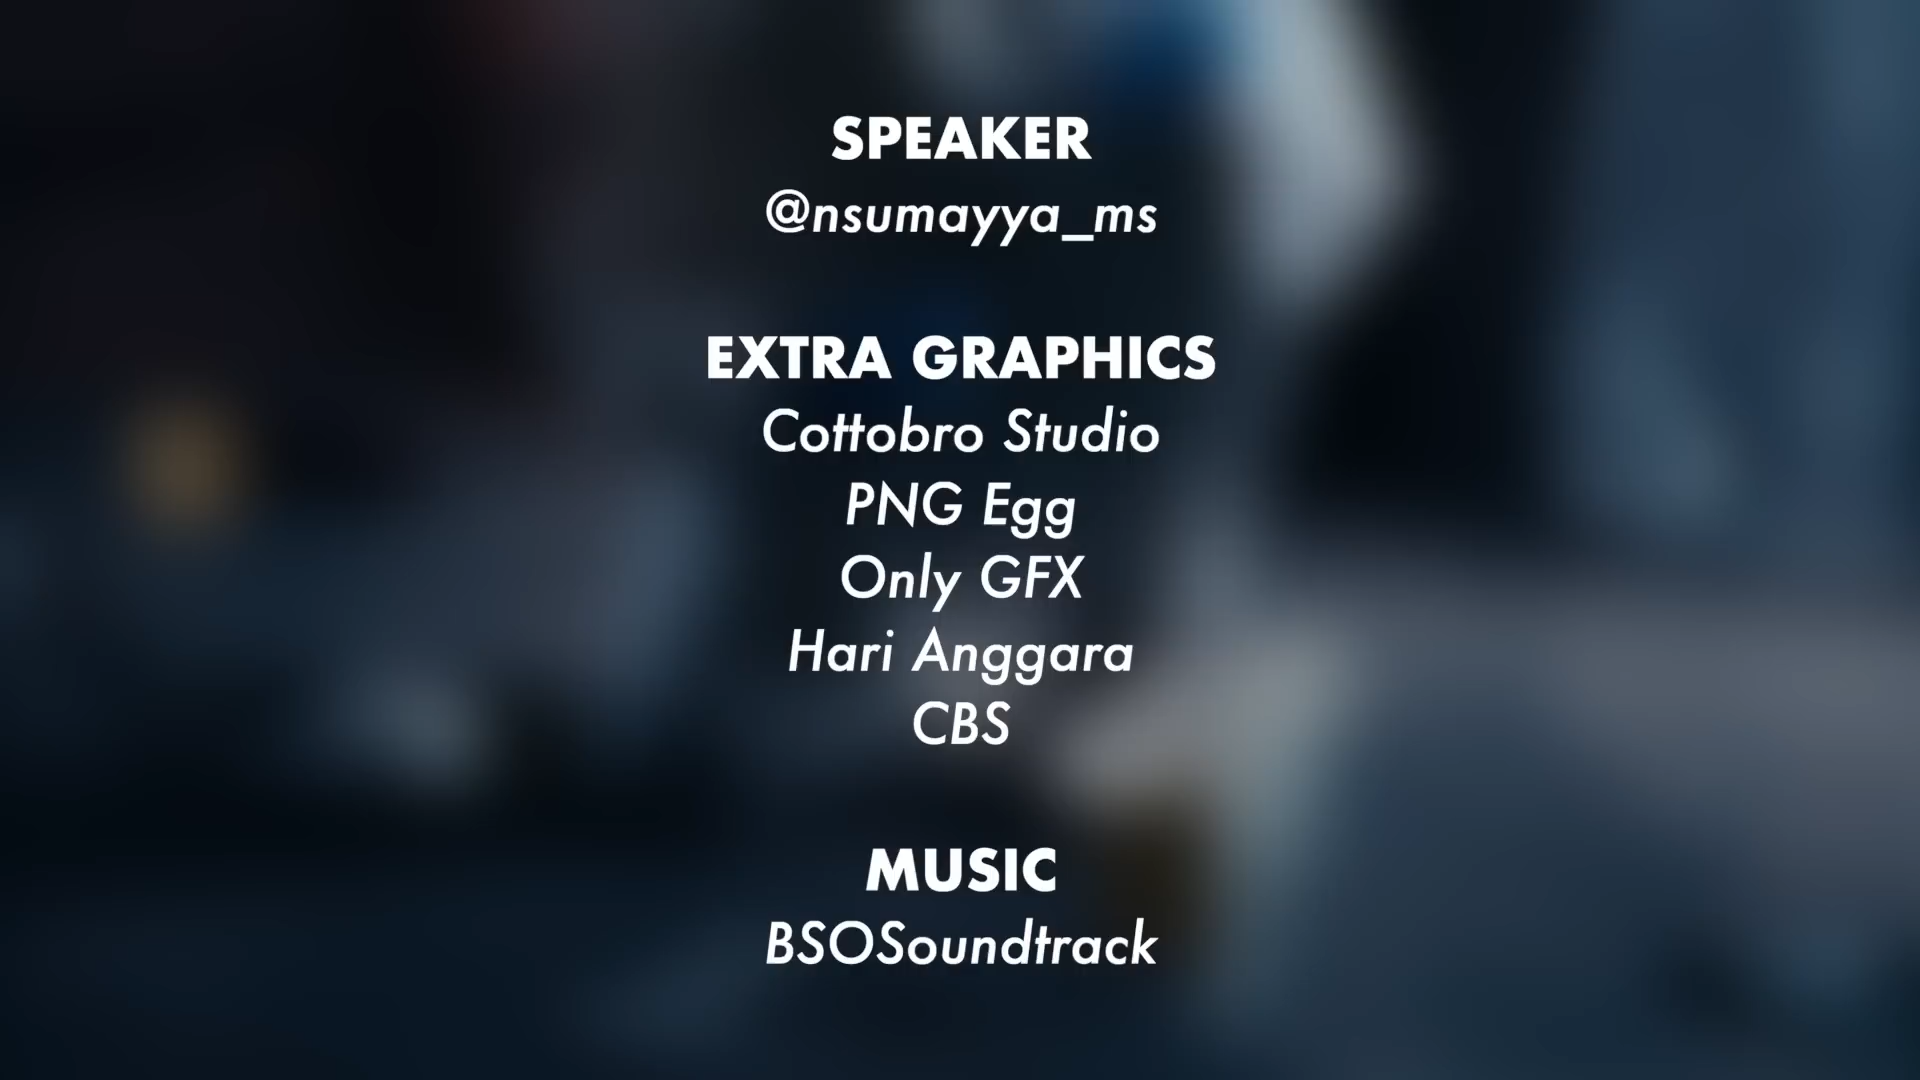 SPEAKER
@nsumayya_ms
EXTRA GRAPHICS
Cottobro Studio
PNG Egg
Only GFX
Hari Anggara
CBS
MUSIC
BSOSoundtrack